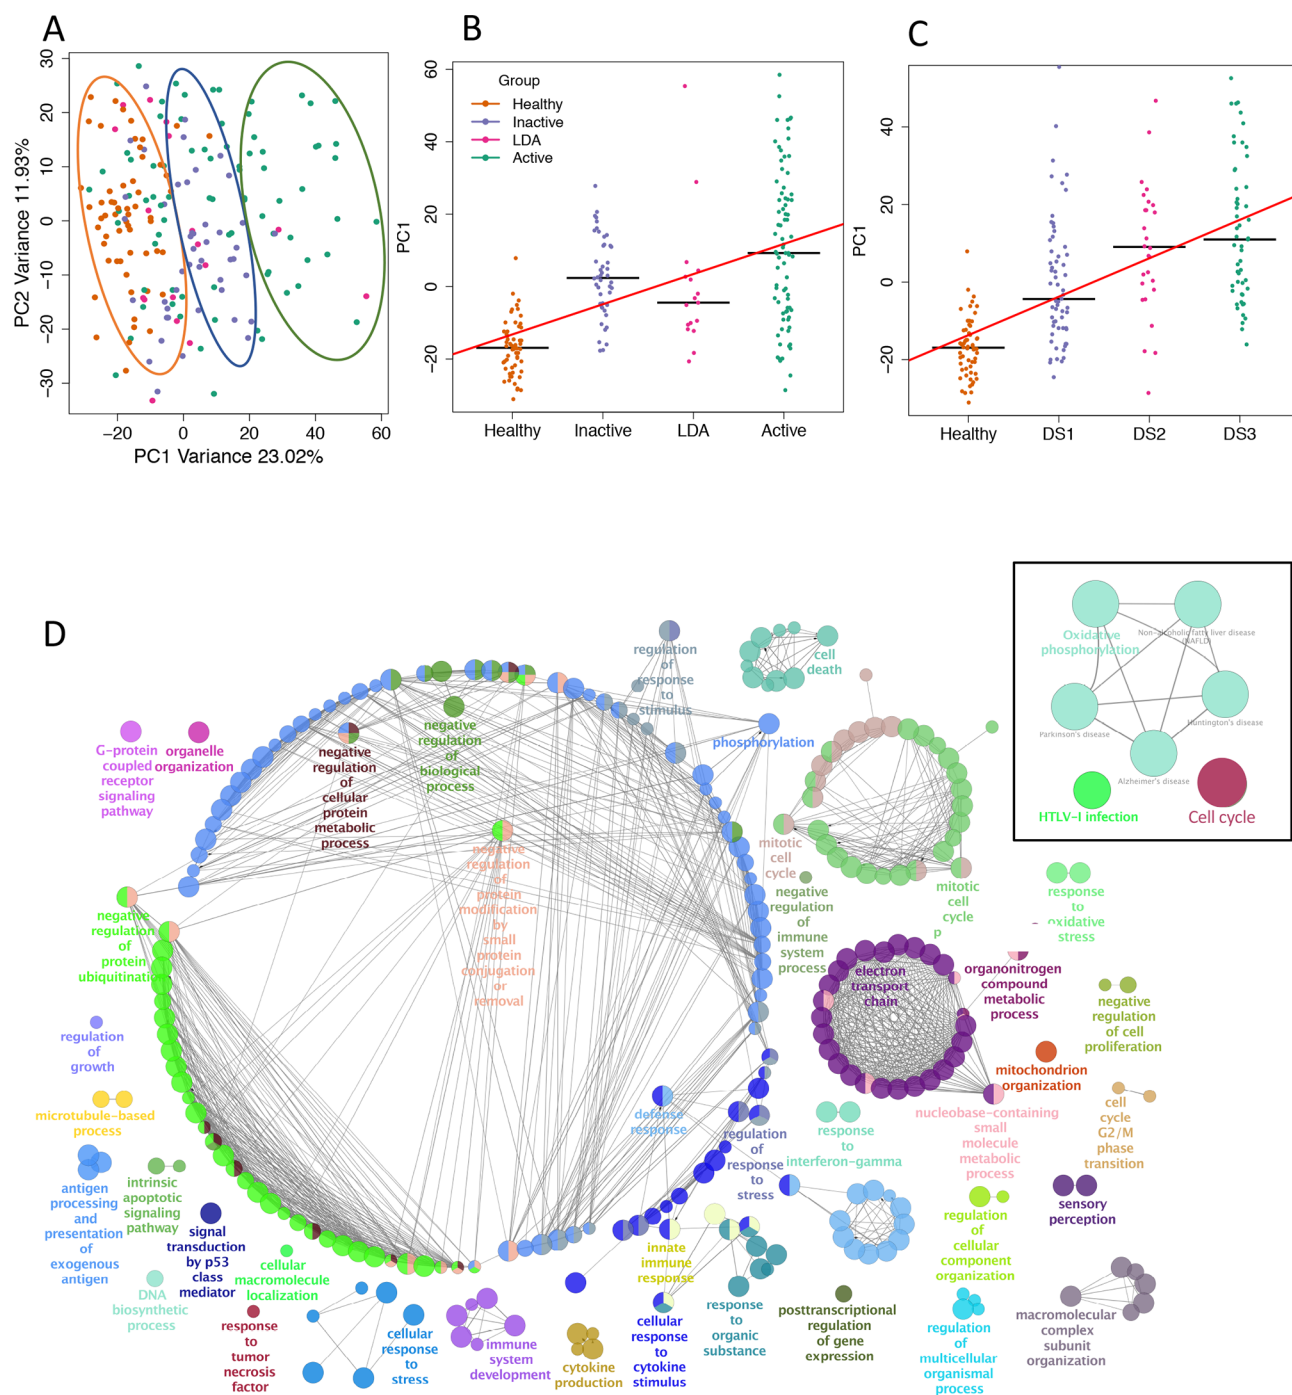 A
B
C
30
20
10
0
−10
−20
−30
PC2 Variance 11.93%
−20
0
20
40
60
PC1 Variance 23.02%
60
40
20
0
−20
PC1
Group
Healthy
Inactive
LDA
Active
Healthy
Inactive
LDA
Active
40
20
0
−20
PC1
Healthy
DS1
DS2
DS3
D
regulation
of
response
to
stimulus
cell
death
Oxidative
phosphorylation
Non-alcoholic fatty liver disease
(NAFLD)
Parkinson's disease
Huntington's disease
Alzheimer's disease
HTLV-I infection
Cell cycle
G-protein
coupled
receptor
signaling
pathway
organelle
organization
negative
regulation
of
cellular
protein
metabolic
process
negative
regulation
of
biological
process
phosphorylation
negative
regulation
of
protein
modification
by
small
protein
conjugation
or
removal
mitotic
cell
cycle
negative
regulation
of
immune
system
process
mitotic
cell
cycle
p
response
to
oxidative
stress
negative
regulation
of
protein
ubiquitination
electron
transport
chain
organonitrogen
compound
metabolic
process
negative
regulation
of cell
proliferation
regulation
of
growth
mitochondrion
organization
microtubule-based
process
defense
response
regulation
of
response
to
stress
response
to
interferon-gamma
nucleobase-containing
small
molecule
metabolic
process
cell
cycle
G2/M
phase
transition
antigen
processing
and
presentation
of
exogenous
antigen
intrinsic
apoptotic
signaling
pathway
signal
transduction
by p53
class
mediator
cellular
macromolecule
localization
innate
immune
response
regulation
of
cellular
component
organization
sensory
perception
DNA
biosynthetic
process
response
to
tumor
necrosis
factor
cellular
response
to
stress
immune
system
development
cytokine
production
cellular
response
to
cytokine
stimulus
response
to
organic
substance
posttranscriptional
regulation
of gene
expression
regulation
of
multicellular
organismal
process
macromolecular
complex
subunit
organization